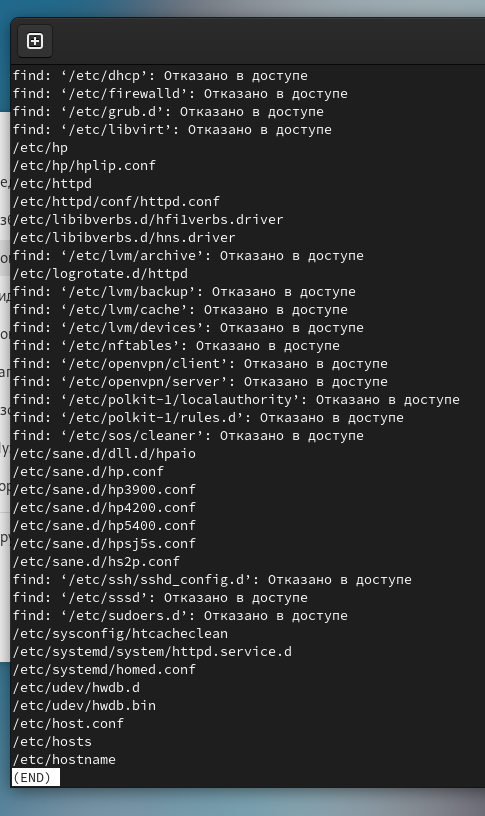 find: ‘/etc/dhcp’: Отказано в доступе
find: ‘/etc/firewalld’: Отказано в доступе
find: ‘/etc/grub.d’: Отказано в доступе
find: ‘/etc/libvirt’: Отказано в доступе
/etc/hp
/etc/hp/hplip.conf
/etc/httpd
/etc/httpd/conf/httpd.conf
/etc/libibverbs.d/hfi1verbs.driver
/etc/libibverbs.d/hns.driver
find: ‘/etc/lvm/archive’: Отказано в доступе
/etc/logrotate.d/httpd
find: ‘/etc/lvm/backup’: Отказано в доступе
find: ‘/etc/lvm/cache’: Отказано в доступе
find: ‘/etc/lvm/devices’: Отказано в доступе
find: ‘/etc/nftables’: Отказано в доступе
find: ‘/etc/openvpn/client’: Отказано в доступе
find: ‘/etc/openvpn/server’: Отказано в доступе
find: ‘/etc/polkit-1/localauthority’: Отказано в доступе
find: ‘/etc/polkit-1/rules.d’: Отказано в доступе
find: ‘/etc/sos/cleaner’: Отказано в доступе
/etc/sane.d/dll.d/hpaio
/etc/sane.d/hp.conf
/etc/sane.d/hp3900.conf
/etc/sane.d/hp4200.conf
/etc/sane.d/hp5400.conf
/etc/sane.d/hpsj5s.conf
/etc/sane.d/hs2p.conf
find: ‘/etc/ssh/sshd_config.d’: Отказано в доступе
find: ‘/etc/sssd’: Отказано в доступе
find: ‘/etc/sudoers.d’: Отказано в доступе
/etc/sysconfig/htcacheclean
/etc/systemd/system/httpd.service.d
/etc/systemd/homed.conf
/etc/udev/hwdb.d
/etc/udev/hwdb.bin
/etc/host.conf
/etc/hosts
/etc/hostname
(END)